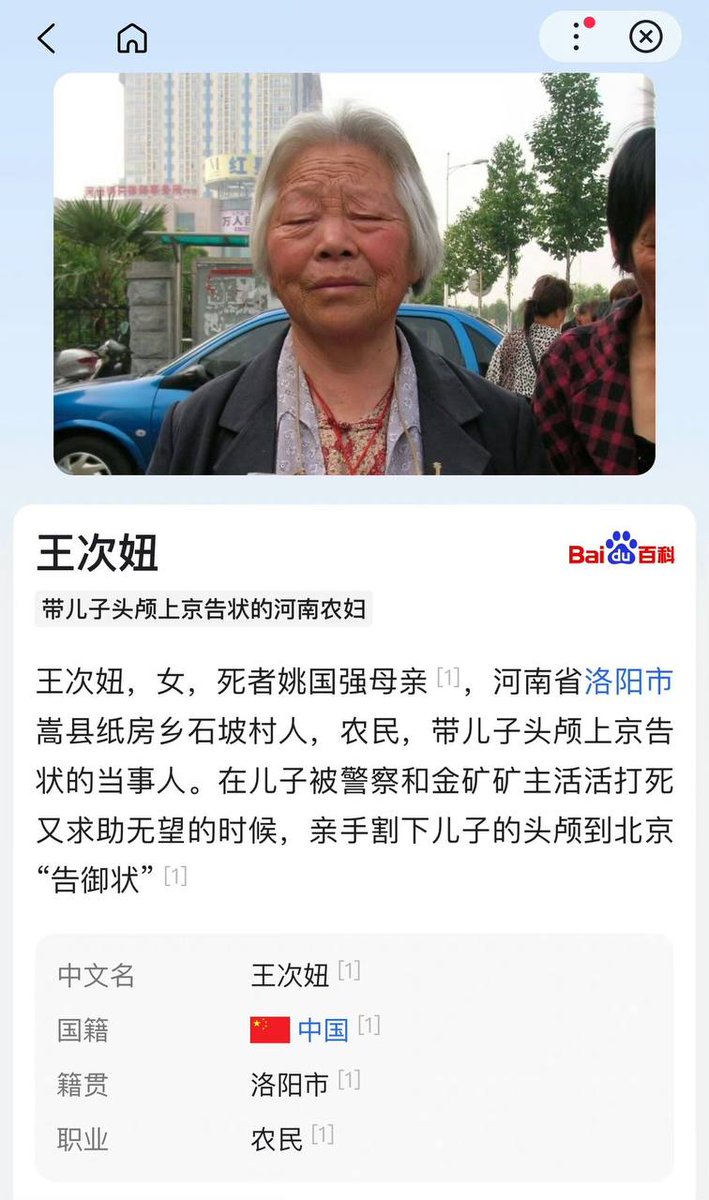 红
万人
王次妞
Bai du 百科
带儿子头颅上京告状的河南农妇
王次妞，女，死者姚国强母亲[1]，河南省洛阳市
嵩县纸房乡石坡村人，农民，带儿子头颅上京告
状的当事人。在儿子被警察和金矿矿主活活打死
又求助无望的时候，亲手割下儿子的头颅到北京
“告御状”[1]
中文名 王次妞[1]
国籍 中国[1]
籍贯 洛阳市[1]
职业 农民[1]